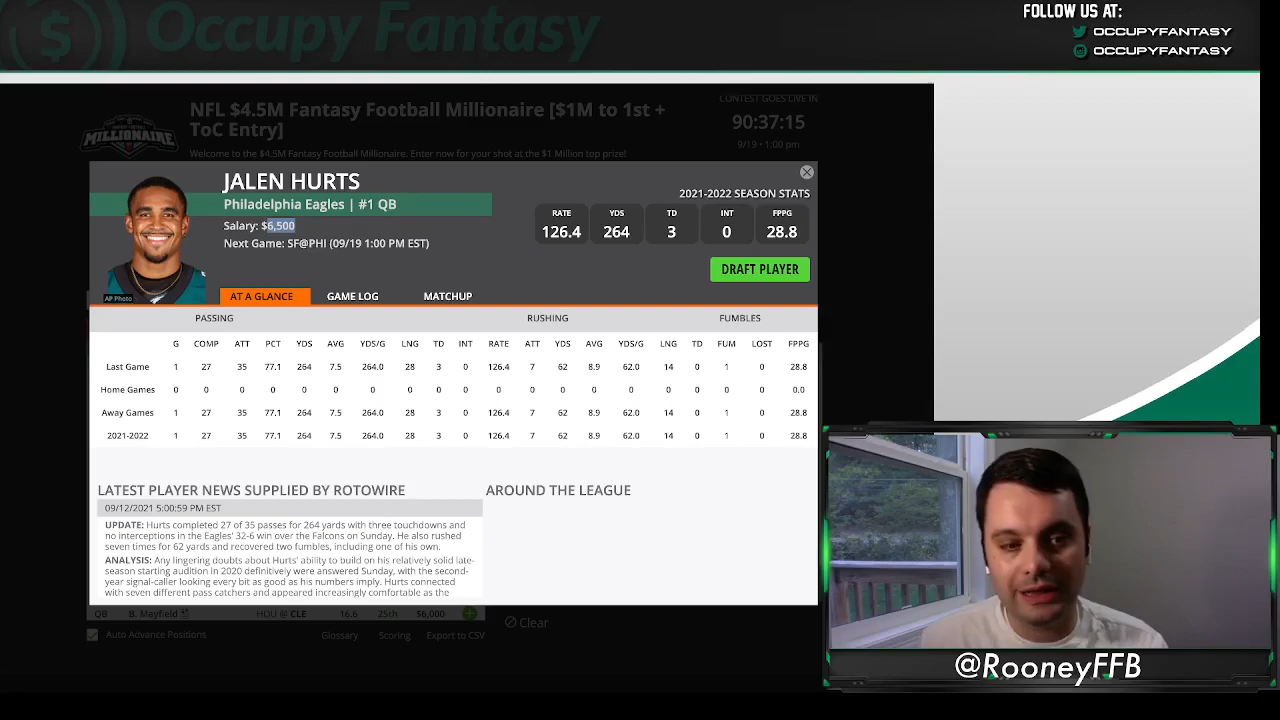 Occupy Fantasy
FOLLOW US AT:
OCCUPYFANTASY
OCCUPYFANTASY
NFL $4.5M Fantasy Football Millionaire [$1M to 1st +
ToC Entry]
Welcome to the $4.5M Fantasy Football Millionaire. Enter now for your shot at the $1 Million top prize!
MILLIONAIRE
CONTEST GOES LIVE IN
90:37:15
9/19 • 1:00 pm
JALEN HURTS
Philadelphia Eagles | #1 QB
Salary: $6,500
Next Game: SF@PHI (09/19 1:00 PM EST)
AP Photo
2021-2022 SEASON STATS
RATE YDS TD INT FPPG
126.4 264 3 0 28.8
DRAFT PLAYER
AT A GLANCE GAME LOG MATCHUP
PASSING RUSHING FUMBLES
G COMP ATT PCT YDS AVG YDS/G LNG TD INT RATE ATT YDS AVG YDS/G LNG TD FUM LOST FPPG
Last Game 1 27 35 77.1 264 7.5 264.0 28 3 0 126.4 7 62 8.9 62.0 14 0 1 0 28.8
Home Games 0 0 0 0 0 0 0 0 0 0 0 0 0 0 0 0 0 0 0 0.0
Away Games 1 27 35 77.1 264 7.5 264.0 28 3 0 126.4 7 62 8.9 62.0 14 0 1 0 28.8
2021-2022 1 27 35 77.1 264 7.5 264.0 28 3 0 126.4 7 62 8.9 62.0 14 0 1 0 28.8
LATEST PLAYER NEWS SUPPLIED BY ROTOWIRE
09/12/2021 5:00:59 PM EST
UPDATE: Hurts completed 27 of 35 passes for 264 yards with three touchdowns and
no interceptions in the Eagles' 32-6 win over the Falcons on Sunday. He also rushed
seven times for 62 yards and recovered two fumbles, including one of his own.
ANALYSIS: Any lingering doubts about Hurts' ability to build on his relatively solid late-
season starting audition in 2020 definitively were answered Sunday, with the second-
year signal-caller looking every bit as good as his numbers imply. Hurts connected
with seven different pass catchers and appeared increasingly comfortable as the
AROUND THE LEAGUE
QB B. Mayfield HOU @ CLE 16.6 25th $6,000
Clear
Auto Advance Positions Glossary Scoring Export to CSV
@RooneyFFB